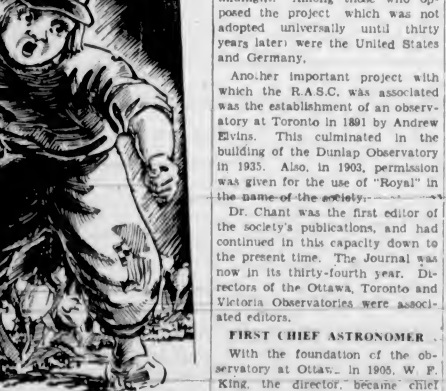 posed the project which was not
adopted universally until thirty
years later) were the United States
and Germany.
Another important project with
which the R.A.S.C. was associated
was the establishment of an observ-
atory at Toronto in 1891 by Andrew
Elvins. This culminated in the
building of the Dunlap Observatory
in 1935. Also, in 1903, permission
was given for the use of "Royal" in
the name of the society.
Dr. Chant was the first editor of
the society's publications, and had
continued in this capacity down to
the present time. The Journal was
now in its thirty-fourth year. Di-
rectors of the Ottawa, Toronto and
Victoria Observatories were associ-
ated editors.
FIRST CHIEF ASTRONOMER
With the foundation of the ob-
servatory at Ottawa in 1905, W. F.
King, the director, became chief